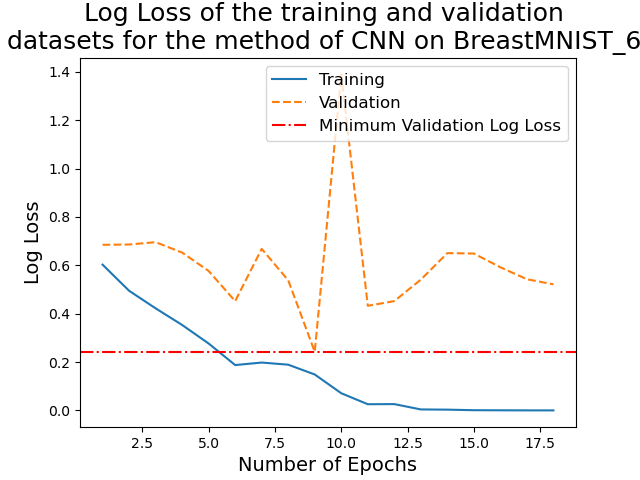 Log Loss of the training and validation
datasets for the method of CNN on BreastMNIST_6
Training
Validation
Minimum Validation Log Loss
Log Loss
1.4
1.2
1.0
0.8
0.6
0.4
0.2
0.0
2.5 5.0 7.5 10.0 12.5 15.0 17.5
Number of Epochs